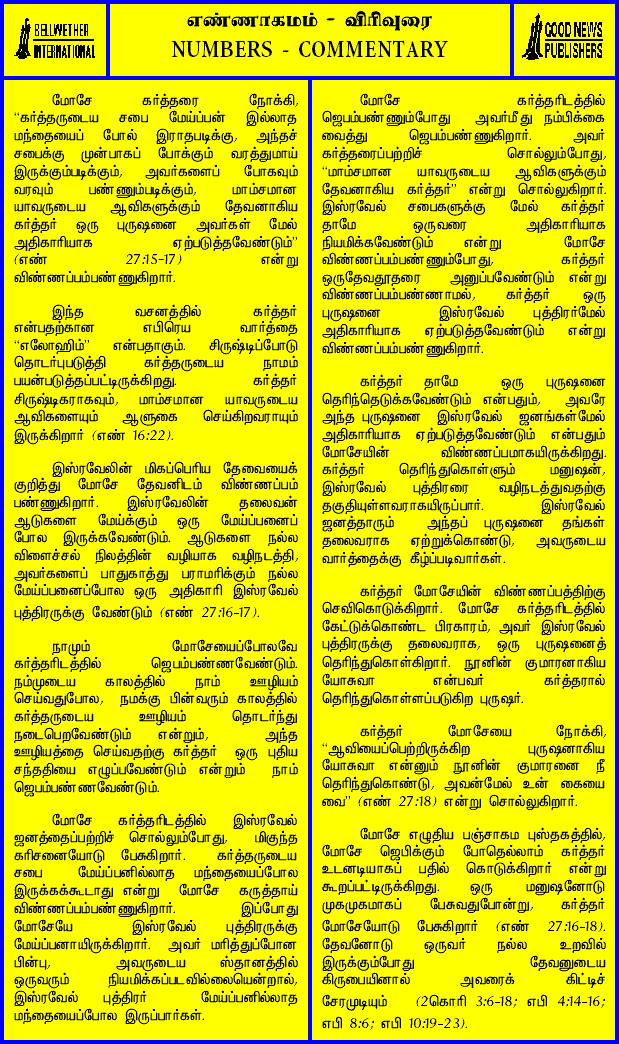 BELLWETHER
INTERNATIONAL
எண்ணாகமம் - விரிவுரை
NUMBERS - COMMENTARY
GOOD NEWS
PUBLISHERS
மோசே கர்த்தரை நோக்கி,
“கர்த்தருடைய சபை மேய்ப்பன் இல்லாத
மந்தையைப் போல் இராதபடிக்கு, அந்தச்
சபைக்கு முன்பாகப் போக்கும் வரத்துமாய்
இருக்கும்படிக்கும், அவர்களைப் போகவும்
வரவும் பண்ணும்படிக்கும், மாம்சமான
யாவருடைய ஆவிகளுக்கும் தேவனாகிய
கர்த்தர் ஒரு புருஷனை அவர்கள் மேல்
அதிகாரியாக ஏற்படுத்தவேண்டும்”
(எண் 27:15-17) என்று
விண்ணப்பம்பண்ணுகிறார்.
இந்த வசனத்தில் கர்த்தர்
என்பதற்கான எபிரெய வார்த்தை
“எலோஹிம்” என்பதாகும். சிருஷ்டிப்போடு
தொடர்புபடுத்தி கர்த்தருடைய நாமம்
பயன்படுத்தப்பட்டிருக்கிறது. கர்த்தர்
சிருஷ்டிகராகவும், மாம்சமான யாவருடைய
ஆவிகளையும் ஆளுகை செய்கிறவராயும்
இருக்கிறார் (எண் 16:22).
இஸ்ரவேலின் மிகப்பெரிய தேவையைக்
குறித்து மோசே தேவனிடம் விண்ணப்பம்
பண்ணுகிறார். இஸ்ரவேலின் தலைவன்
ஆடுகளை மேய்க்கும் ஒரு மேய்ப்பனைப்
போல இருக்கவேண்டும். ஆடுகளை நல்ல
விளைச்சல் நிலத்தின் வழியாக வழிநடத்தி,
அவர்களைப் பாதுகாத்து பராமரிக்கும் நல்ல
மேய்ப்பனைப்போல ஒரு அதிகாரி இஸ்ரவேல்
புத்திரருக்கு வேண்டும் (எண் 27:16-17).
நாமும் மோசேயைப்போலவே
கர்த்தரிடத்தில் ஜெபம்பண்ணவேண்டும்.
நம்முடைய காலத்தில் நாம் ஊழியம்
செய்வதுபோல, நமக்கு பின்வரும் காலத்தில்
கர்த்தருடைய ஊழியம் தொடர்ந்து
நடைபெறவேண்டும் என்றும், அந்த
ஊழியத்தை செய்வதற்கு கர்த்தர் ஒரு புதிய
சந்ததியை எழுப்பவேண்டும் என்றும் நாம்
ஜெபம்பண்ணவேண்டும்.
மோசே கர்த்தரிடத்தில் இஸ்ரவேல்
ஜனத்தைப்பற்றிச் சொல்லும்போது, மிகுந்த
கரிசனையோடு பேசுகிறார். கர்த்தருடைய
சபை மேய்ப்பனில்லாத மந்தையைப்போல
இருக்கக்கூடாது என்று மோசே கருத்தாய்
விண்ணப்பம்பண்ணுகிறார். இப்போது
மோசேயே இஸ்ரவேல் புத்திரருக்கு
மேய்ப்பனாயிருக்கிறார். அவர் மரித்துப்போன
பின்பு, அவருடைய ஸ்தானத்தில்
ஒருவரும் நியமிக்கப்படவில்லையென்றால்,
இஸ்ரவேல் புத்திரர் மேய்ப்பனில்லாத
மந்தையைப்போல இருப்பார்கள்.
மோசே கர்த்தரிடத்தில்
ஜெபம்பண்ணும்போது அவர்மீது நம்பிக்கை
வைத்து ஜெபம்பண்ணுகிறார். அவர்
கர்த்தரைப்பற்றிச் சொல்லும்போது,
“மாம்சமான யாவருடைய ஆவிகளுக்கும்
தேவனாகிய கர்த்தர்” என்று சொல்லுகிறார்.
இஸ்ரவேல் சபைகளுக்கு மேல் கர்த்தர்
தாமே ஒருவரை அதிகாரியாக
நியமிக்கவேண்டும் என்று மோசே
விண்ணப்பம்பண்ணும்போது, கர்த்தர்
ஒருதேவதூதரை அனுப்பவேண்டும் என்று
விண்ணப்பம்பண்ணாமல், கர்த்தர் ஒரு
புருஷனை இஸ்ரவேல் புத்திரர்மேல்
அதிகாரியாக ஏற்படுத்தவேண்டும் என்று
விண்ணப்பம்பண்ணுகிறார்.
கர்த்தர் தாமே ஒரு புருஷனை
தெரிந்தெடுக்கவேண்டும் என்பதும், அவரே
அந்த புருஷனை இஸ்ரவேல் ஜனங்கள்மேல்
அதிகாரியாக ஏற்படுத்தவேண்டும் என்பதும்
மோசேயின் விண்ணப்பமாகயிருக்கிறது.
கர்த்தர் தெரிந்துகொள்ளும் மனுஷன்,
இஸ்ரவேல் புத்திரரை வழிநடத்துவதற்கு
தகுதியுள்ளவராகயிருப்பார். இஸ்ரவேல்
ஜனத்தாரும் அந்தப் புருஷனை தங்கள்
தலைவராக ஏற்றுக்கொண்டு, அவருடைய
வார்த்தைக்கு கீழ்ப்படிவார்கள்.
கர்த்தர் மோசேயின் விண்ணப்பத்திற்கு
செவிகொடுக்கிறார். மோசே கர்த்தரிடத்தில்
கேட்டுக்கொண்ட பிரகாரம், அவர் இஸ்ரவேல்
புத்திரருக்கு தலைவராக, ஒரு புருஷனைத்
தெரிந்துகொள்கிறார். நூனின் குமாரனாகிய
யோசுவா என்பவர் கர்த்தரால்
தெரிந்துகொள்ளப்படுகிற புருஷர்.
கர்த்தர் மோசேயை நோக்கி,
“ஆவியைப்பெற்றிருக்கிற புருஷனாகிய
யோசுவா என்னும் நூனின் குமாரனை நீ
தெரிந்துகொண்டு, அவன்மேல் உன் கையை
வை” (எண் 27:18) என்று சொல்லுகிறார்.
மோசே எழுதிய பஞ்சாகம புஸ்தகத்தில்,
மோசே ஜெபிக்கும் போதெல்லாம் கர்த்தர்
உடனடியாகப் பதில் கொடுக்கிறார் என்று
கூறப்பட்டிருக்கிறது. ஒரு மனுஷனோடு
முகமுகமாகப் பேசுவதுபோன்று, கர்த்தர்
மோசேயோடு பேசுகிறார் (எண் 27:16-18).
தேவனோடு ஒருவர் நல்ல உறவில்
இருக்கும்போது தேவனுடைய
கிருபையினால் அவரைக் கிட்டிச்
சேரமுடியும் (2கொரி 3:6-18; எபி 4:14-16;
எபி 8:6; எபி 10:19-23).